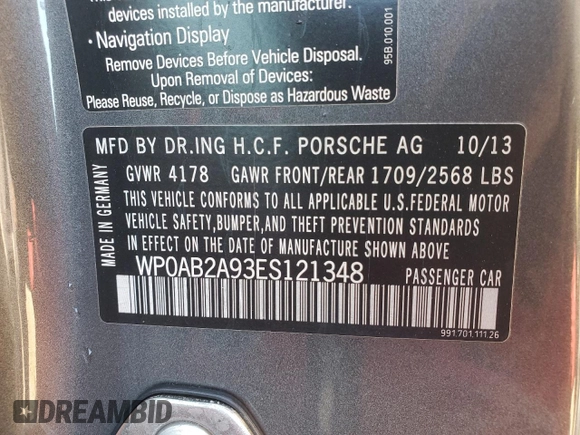 devices installed by the manufacturer.
· Navigation Display
Remove Devices Before Vehicle Disposal.
Upon Removal of Devices:
Please Reuse, Recycle, or Dispose as Hazardous Waste
95B.010.001
MFD BY DR.ING H.C.F. PORSCHE AG 10/13
GVWR 4178 GAWR FRONT/REAR 1709/2568 LBS
THIS VEHICLE CONFORMS TO ALL APPLICABLE U.S.FEDERAL MOTOR
VEHICLE SAFETY,BUMPER,AND THEFT PREVENTION STANDARDS
IN EFFECT ON THE DATE OF MANUFACTURE SHOWN ABOVE
WP0AB2A93ES121348 PASSENGER CAR
MADE IN GERMANY
991.701.111.26
DREAMBID